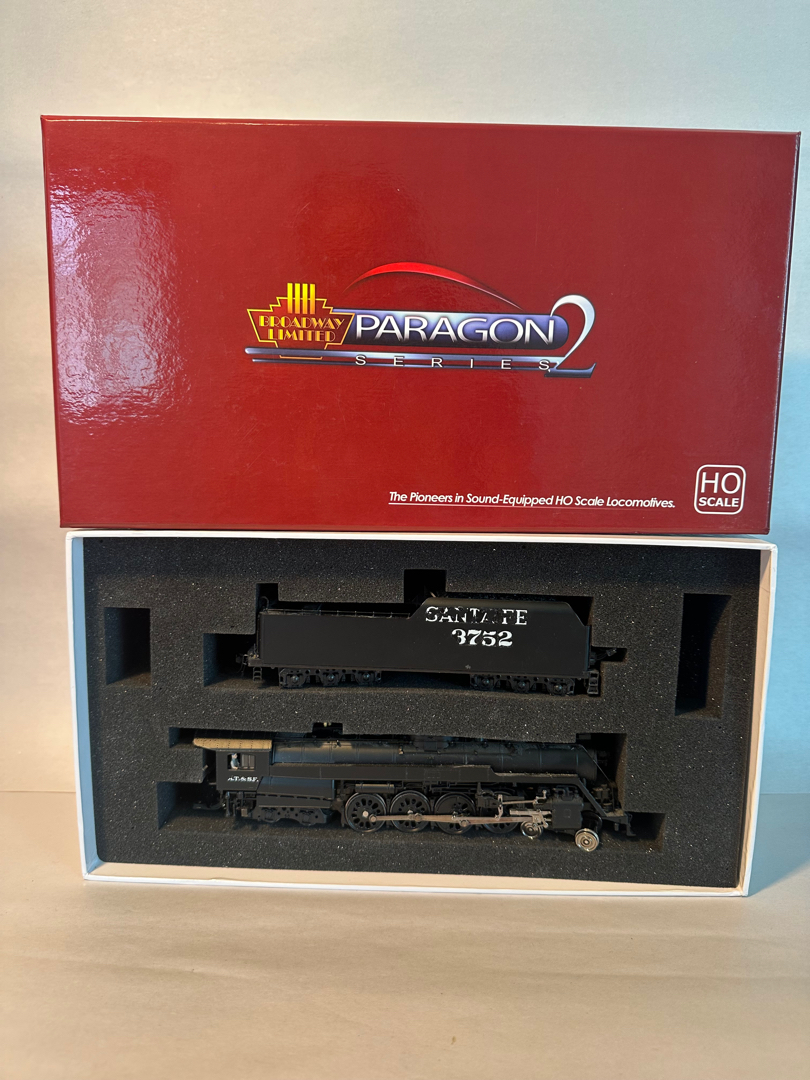 BROADWAY
LIMITED
PARAGON 2
SERIES
The Pioneers in Sound-Equipped HO Scale Locomotives.
HO
SCALE
SANTA FE
3752
A.T.& S.F.